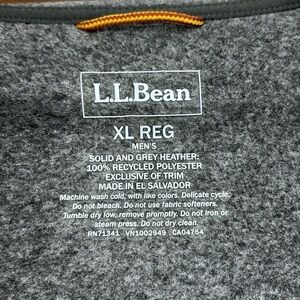 L.L.Bean
XL REG
MEN'S
SOLID AND GREY HEATHER:
100% RECYCLED POLYESTER
EXCLUSIVE OF TRIM
MADE IN EL SALVADOR
Machine wash cold, with like colors. Delicate cycle.
Do not bleach. Do not use fabric softeners.
Tumble dry low, remove promptly. Do not iron or
steam press. Do not dry clean.
RN71341 VN1002949 CA04764